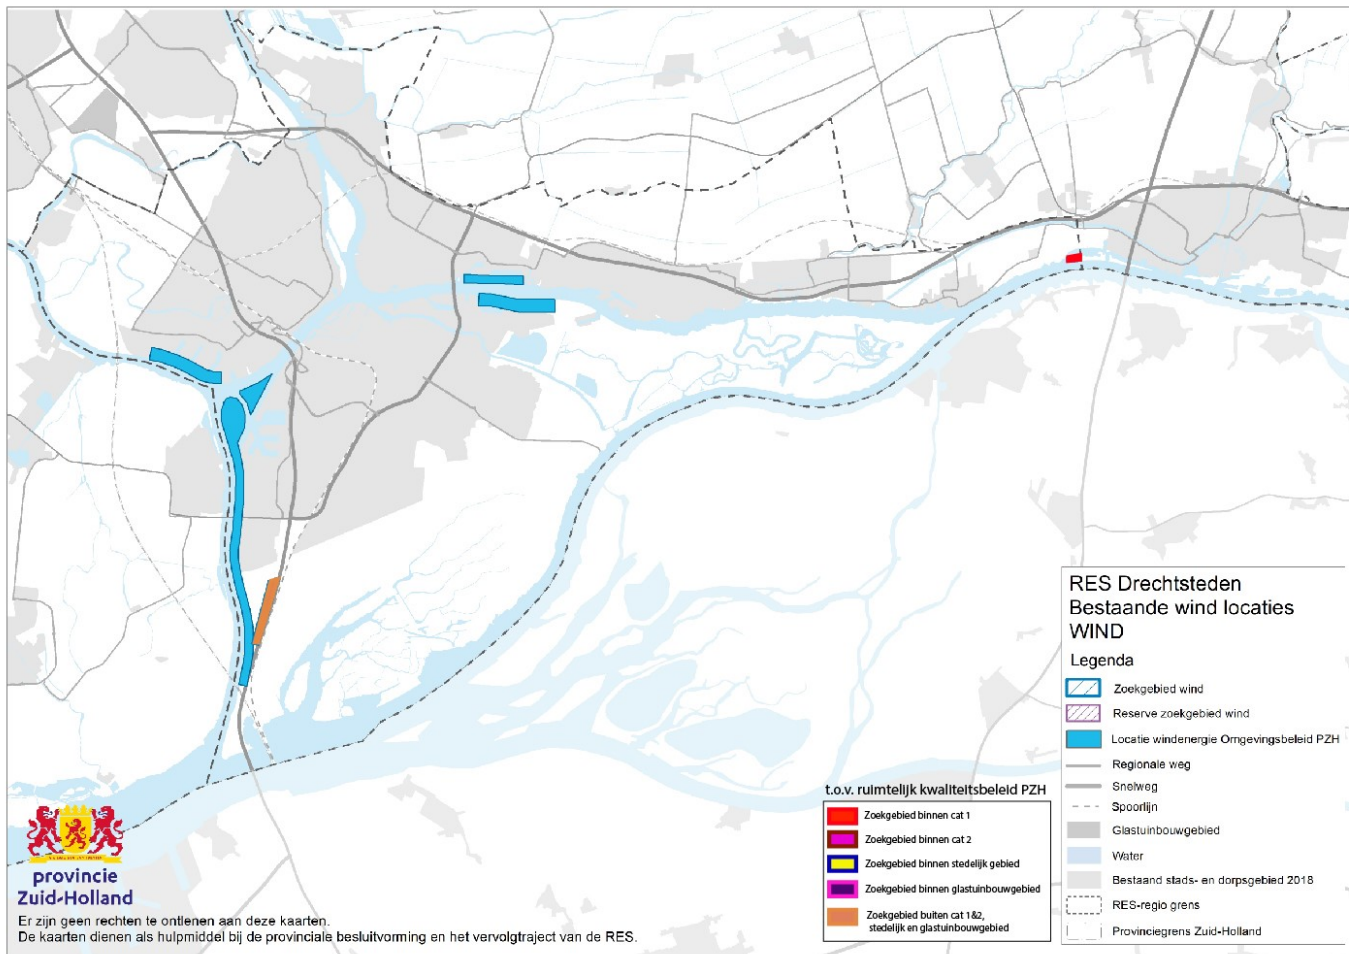 RES Drechtsteden
Bestaande wind locaties
WIND
Legenda
Zoekgebied wind
Reserve zoekgebied wind
Locatie windenergie Omgevingsbeleid PZH
Regionale weg
Snelweg
Spoorlijn
Glastuinbouwgebied
Water
Bestaand stads- en dorpsgebied 2018
RES-regio grens
Provinciegrens Zuid-Holland
t.o.v. ruimtelijk kwaliteitsbeleid PZH
Zoekgebied binnen cat 1
Zoekgebied binnen cat 2
Zoekgebied binnen stedelijk gebied
Zoekgebied binnen glastuinbouwgebied
Zoekgebied buiten cat 1&2,
stedelijk en glastuinbouwgebied
provincie
Zuid-Holland
Er zijn geen rechten te ontlenen aan deze kaarten.
De kaarten dienen als hulpmiddel bij de provinciale besluitvorming en het vervolgtraject van de RES.